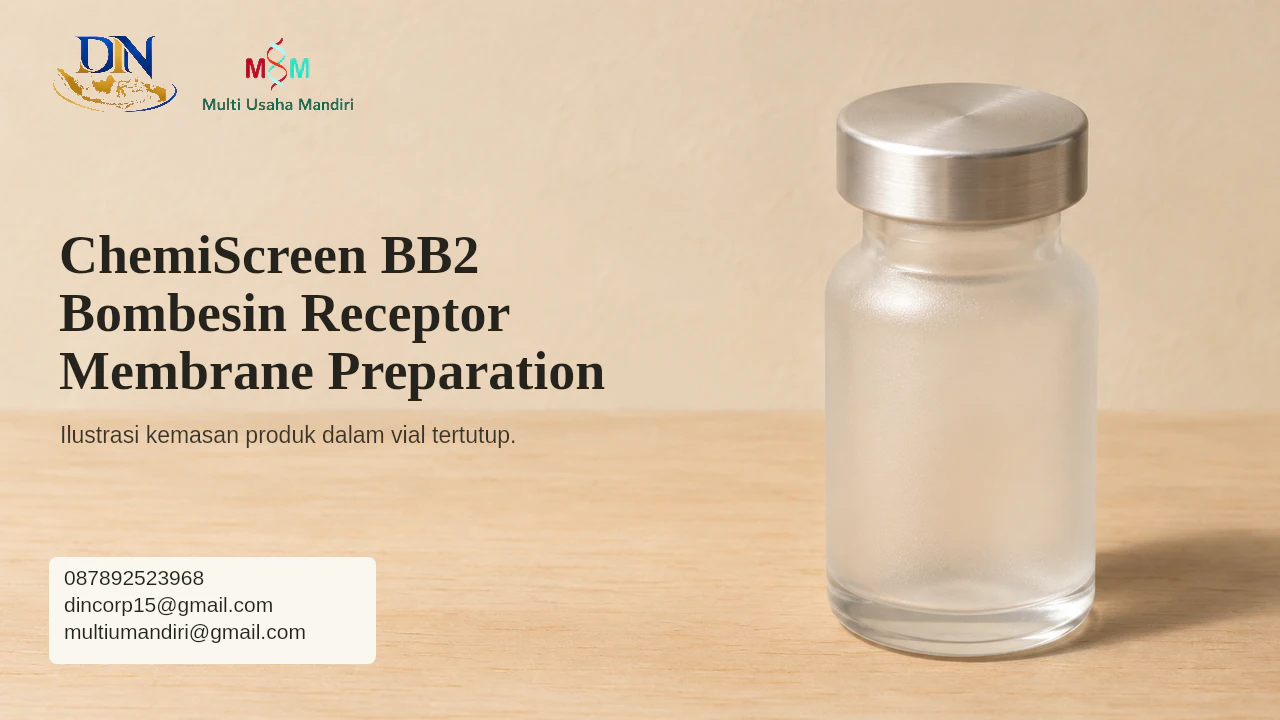 DIN
MM
Multi Usaha Mandiri
ChemiScreen BB2
Bombesin Receptor
Membrane Preparation
Ilustrasi kemasan produk dalam vial tertutup.
087892523968
dincorp15@gmail.com
multiumandiri@gmail.com